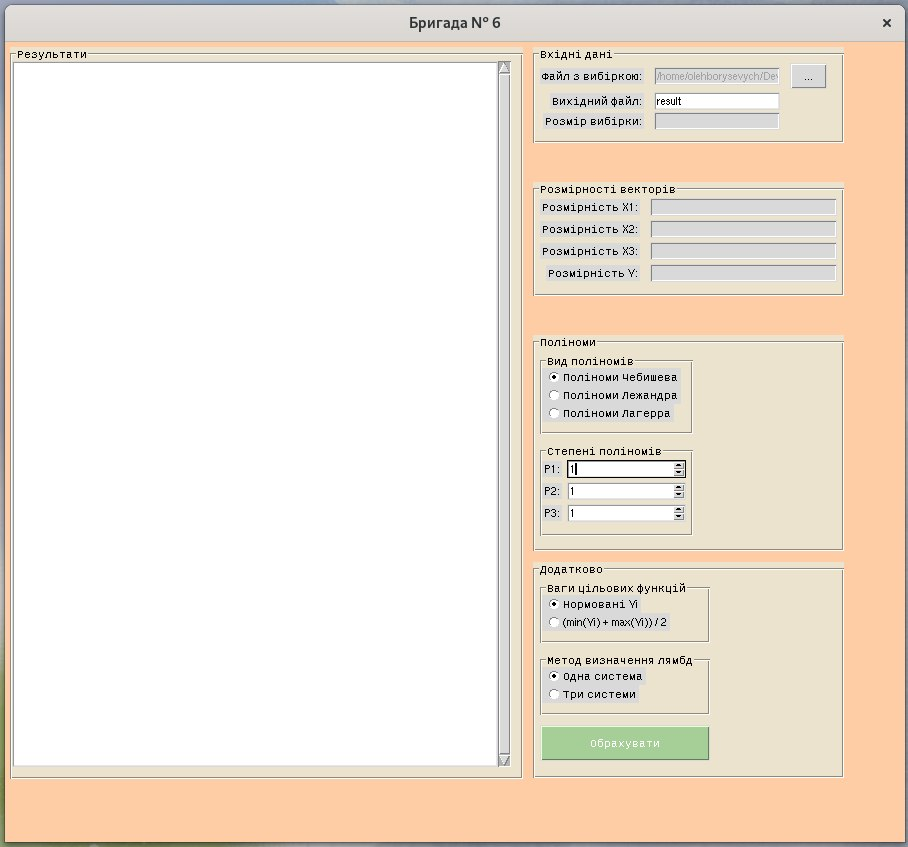 Бригада № 6
×
Результати
Вхідні дані
Файл з вибіркою: /home/olehborysevych/Dev ...
Вихідний файл: result
Розмір вибірки:
Розмірності векторів
Розмірність X1:
Розмірність X2:
Розмірність X3:
Розмірність Y:
Поліноми
Вид поліномів
Поліноми Чебишева
Поліноми Лежандра
Поліноми Лагерра
Степені поліномів
P1: 1
P2: 1
P3: 1
Додатково
Ваги цільових функцій
Нормовані Yi
(min(Yi) + max(Yi)) / 2
Метод визначення лямбд
Одна система
Три системи
Обрахувати